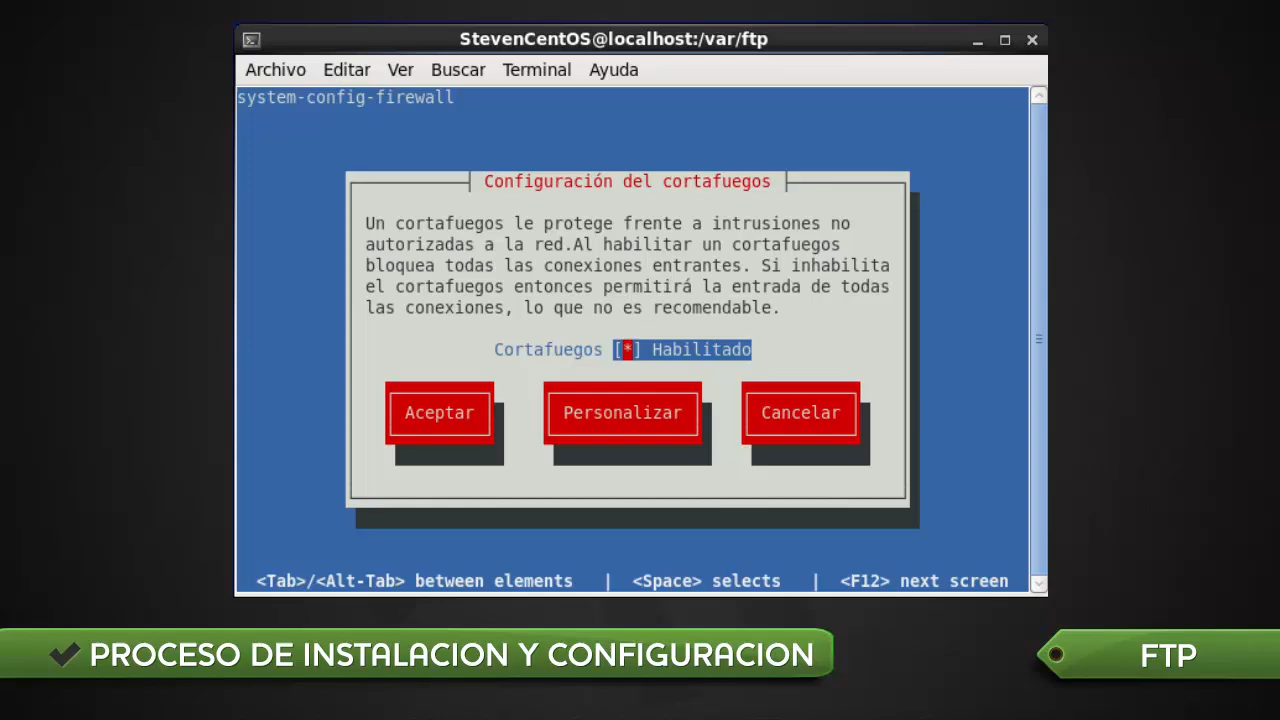 StevenCentOS@localhost:/var/ftp
Archivo Editar Ver Buscar Terminal Ayuda
system-config-firewall
Configuración del cortafuegos
Un cortafuegos le protege frente a intrusiones no
autorizadas a la red.Al habilitar un cortafuegos
bloquea todas las conexiones entrantes. Si inhabilita
el cortafuegos entonces permitirá la entrada de todas
las conexiones, lo que no es recomendable.
Cortafuegos [*] Habilitado
Aceptar Personalizar Cancelar
<Tab>/<Alt-Tab> between elements | <Space> selects | <F12> next screen
PROCESO DE INSTALACION Y CONFIGURACION
FTP